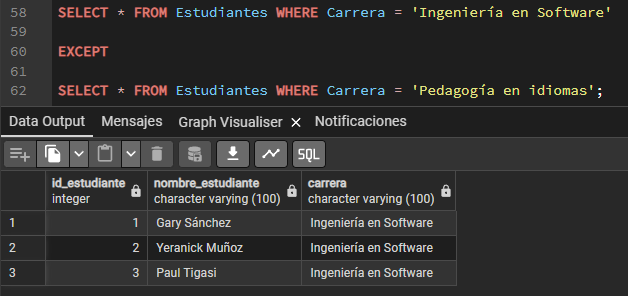 58 SELECT * FROM Estudiantes WHERE Carrera = 'Ingeniería en Software'
59
60 EXCEPT
61
62 SELECT * FROM Estudiantes WHERE Carrera = 'Pedagogía en idiomas';
Data Output Mensajes Graph Visualiser Notificaciones
SQL
id_estudiante nombre_estudiante carrera
integer character varying (100) character varying (100)
1 1 Gary Sánchez Ingeniería en Software
2 2 Yeranick Muñoz Ingeniería en Software
3 3 Paul Tigasi Ingeniería en Software